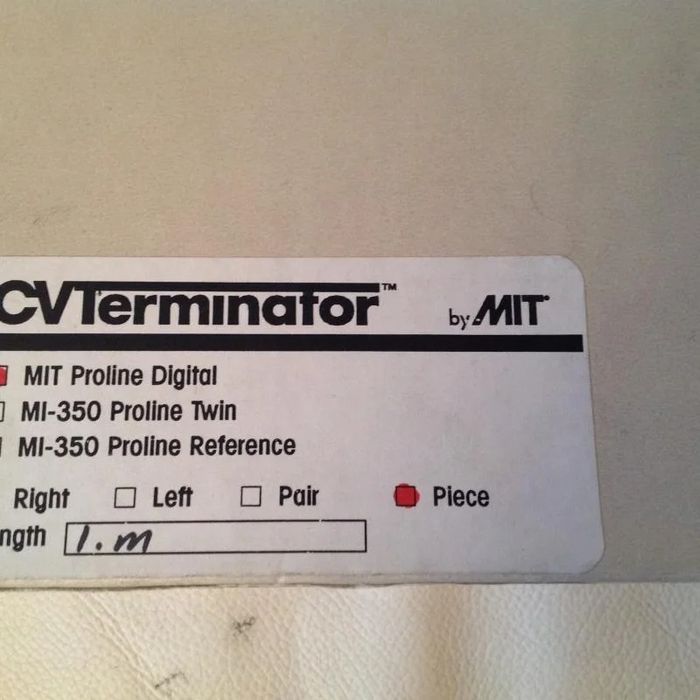 CVTerminator™ by MIT
MIT Proline Digital
MI-350 Proline Twin
MI-350 Proline Reference
Right Left Pair Piece
ngth 1.m